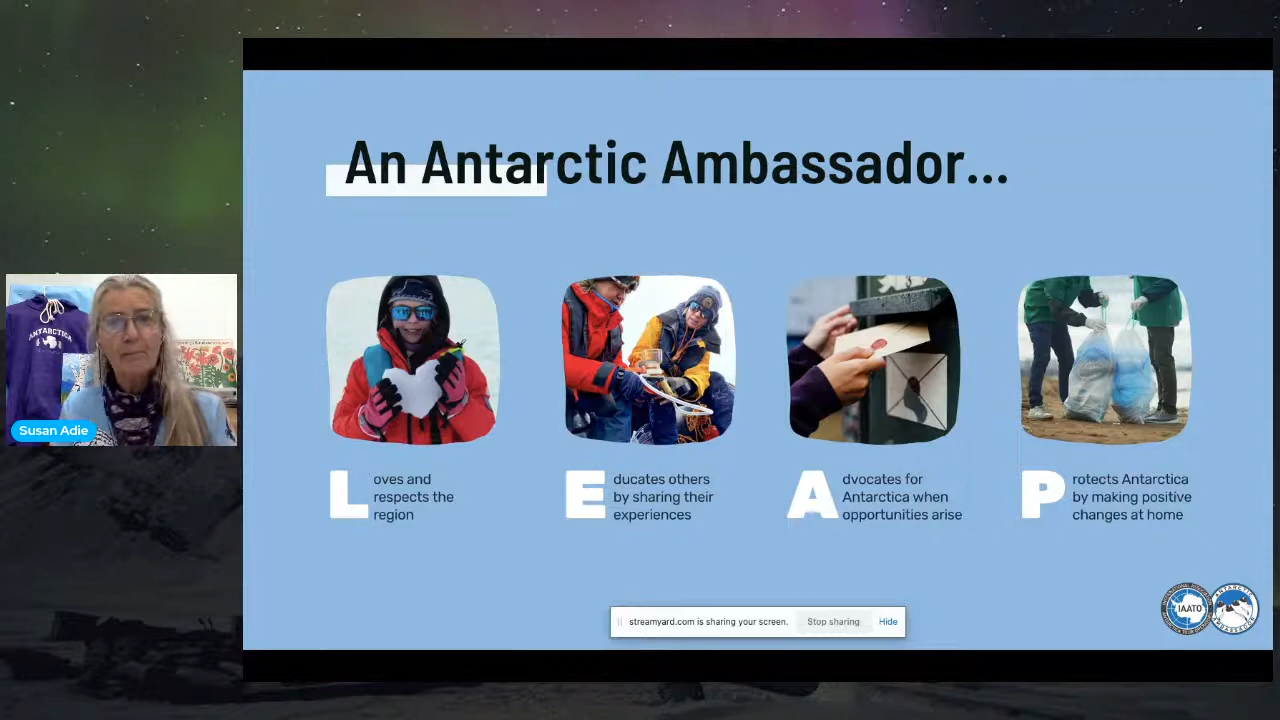 An Antarctic Ambassador...
ANTARCTICA
Susan Adie
L oves and
respects the
region
E ducates others
by sharing their
experiences
A dvocates for
Antarctica when
opportunities arise
P rotects Antarctica
by making positive
changes at home
streamyard.com is sharing your screen. Stop sharing Hide
IAATO
ANTARCTIC
AMBASSADOR